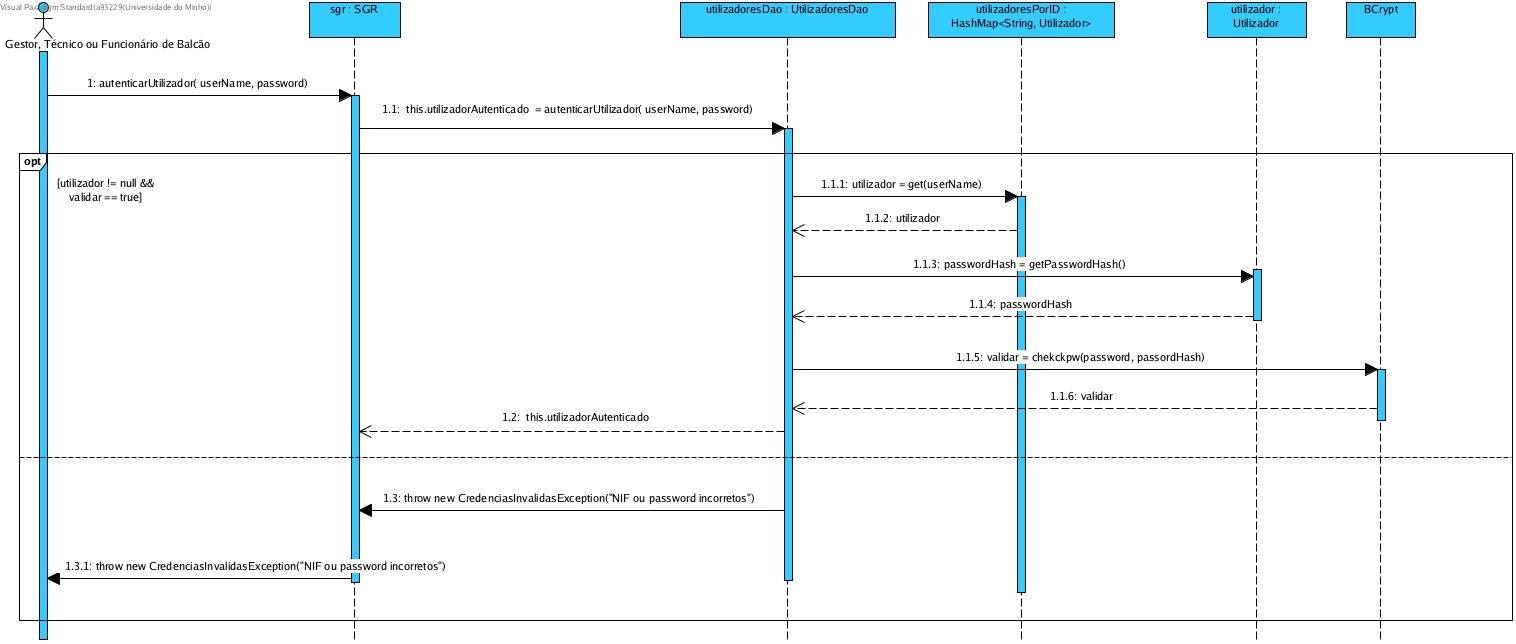 Visual Paradigm Standard(a93229(Universidade do Minho))
Gestor, Técnico ou Funcionário de Balcão
sgr : SGR
utilizadoresDao : UtilizadoresDao
utilizadoresPorID :
HashMap<String, Utilizador>
utilizador :
Utilizador
BCrypt
1: autenticarUtilizador( userName, password)
1.1: this.utilizadorAutenticado = autenticarUtilizador( userName, password)
opt
[utilizador != null &&
validar == true]
1.1.1: utilizador = get(userName)
1.1.2: utilizador
1.1.3: passwordHash = getPasswordHash()
1.1.4: passwordHash
1.1.5: validar = chekckpw(password, passordHash)
1.1.6: validar
1.2: this.utilizadorAutenticado
1.3: throw new CredenciasInvalidasException("NIF ou password incorretos")
1.3.1: throw new CredenciasInvalidasException("NIF ou password incorretos")